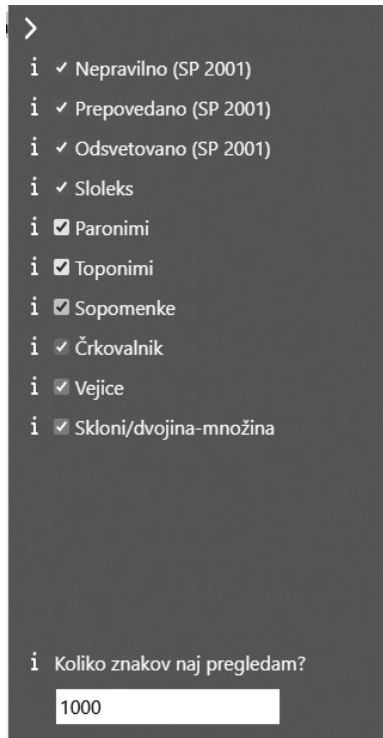 i Nepravilno (SP 2001)
i Prepovedano (SP 2001)
i Odsvetovano (SP 2001)
i Sloleks
i Paronimi
i Toponimi
i Sopomenke
i Črkovalnik
i Vejice
i Skloni/dvojina-množina
i Koliko znakov naj pregledam?
1000